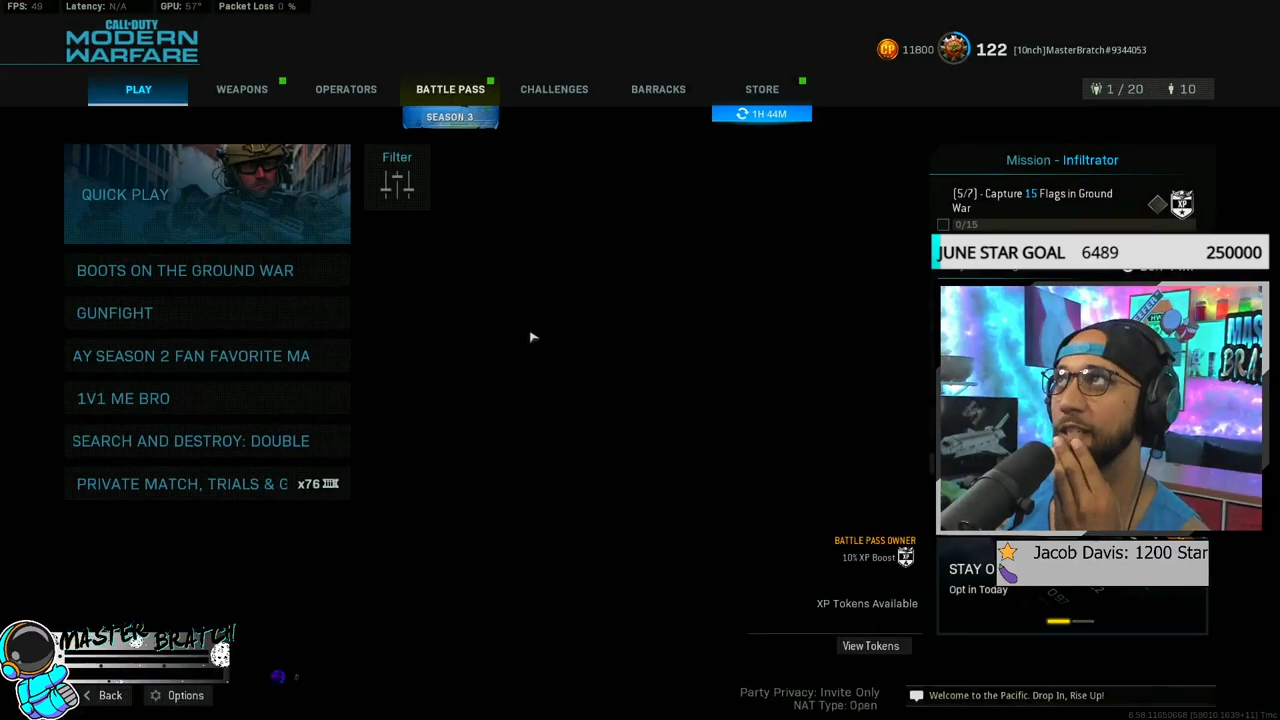 FPS: 49 Latency: N/A GPU: 57° Packet Loss 0 %
CALL·DUTY
MODERN
WARFARE
CP 11800 122 [10nch]MasterBratch#9344053
PLAY WEAPONS OPERATORS BATTLE PASS CHALLENGES BARRACKS STORE
1 / 20 10
SEASON 3
1H 44M
QUICK PLAY
Filter
BOOTS ON THE GROUND WAR
GUNFIGHT
AY SEASON 2 FAN FAVORITE MA
1V1 ME BRO
SEARCH AND DESTROY: DOUBLE
PRIVATE MATCH, TRIALS & G x76
Mission - Infiltrator
[5/7] - Capture 15 Flags in Ground
War
XP
0/15
JUNE STAR GOAL 6489 250000
BATTLE PASS OWNER
10% XP Boost XP
XP Tokens Available
View Tokens
Jacob Davis: 1200 Star
STAY O
Opt in Today
MASTER BRATCH
Back Options
Party Privacy: Invite Only
NAT Type: Open
Welcome to the Pacific. Drop In, Rise Up!